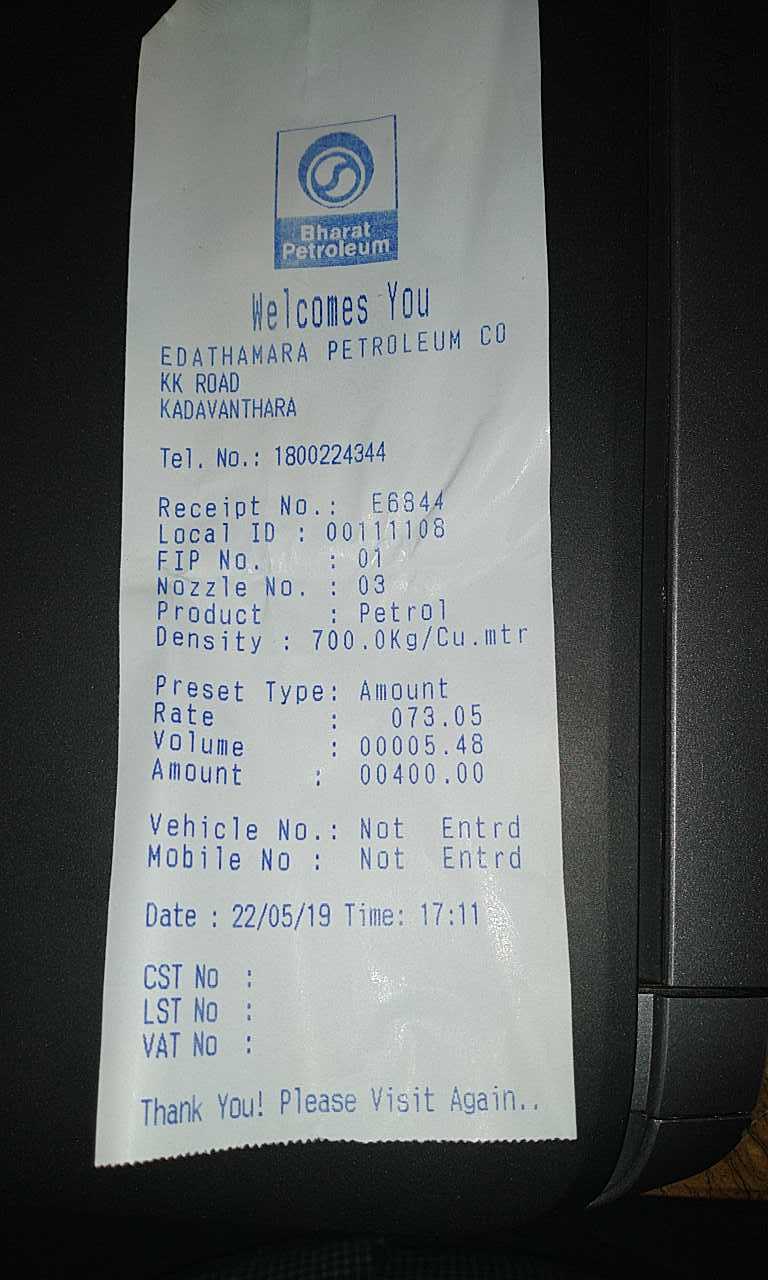 Bharat
Petroleum
Welcomes You
EDATHAMARA PETROLEUM CO
KK ROAD
KADAVANTHARA
Tel. No.: 1800224344
Receipt No.: E6844
Local ID : 00111108
FIP No. : 01
Nozzle No. : 03
Product : Petrol
Density : 700.0Kg/Cu.mtr
Preset Type: Amount
Rate : 073.05
Volume : 00005.48
Amount : 00400.00
Vehicle No.: Not Entrd
Mobile No : Not Entrd
Date : 22/05/19 Time: 17:11
CST No :
LST No :
VAT No :
Thank You! Please Visit Again..